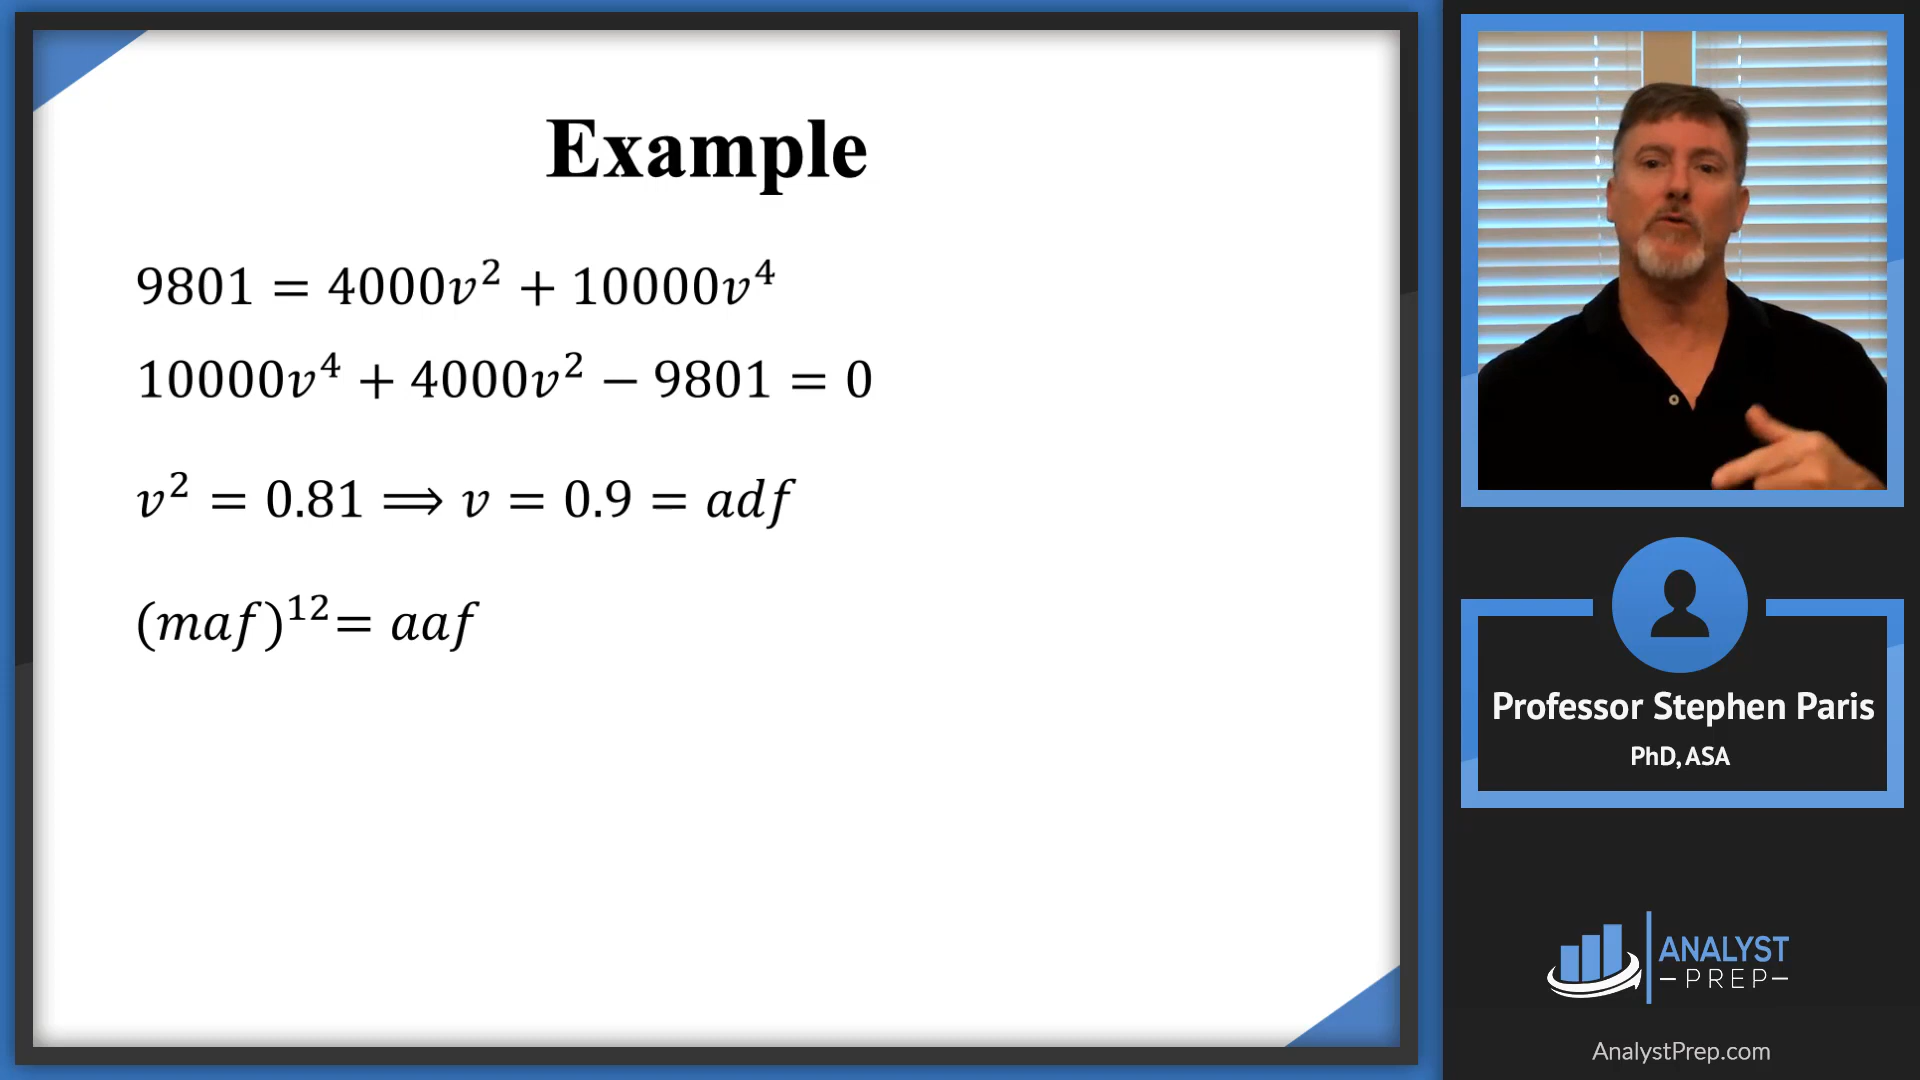 Example
9801 = 4000v² + 10000v⁴
10000v⁴ + 4000v² − 9801 = 0
v² = 0.81 ⟹ v = 0.9 = adf
(maf)¹² = aaf
Professor Stephen Paris
PhD, ASA
ANALYST
PREP
AnalystPrep.com